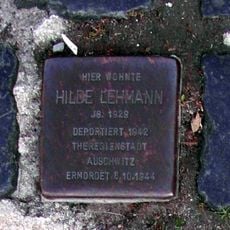 HIER WOHNTE
HILDE LEHMANN
JG. 1929
DEPORTIERT 1942
THERESIENSTADT
AUSCHWITZ
ERMORDET 6.10.1944